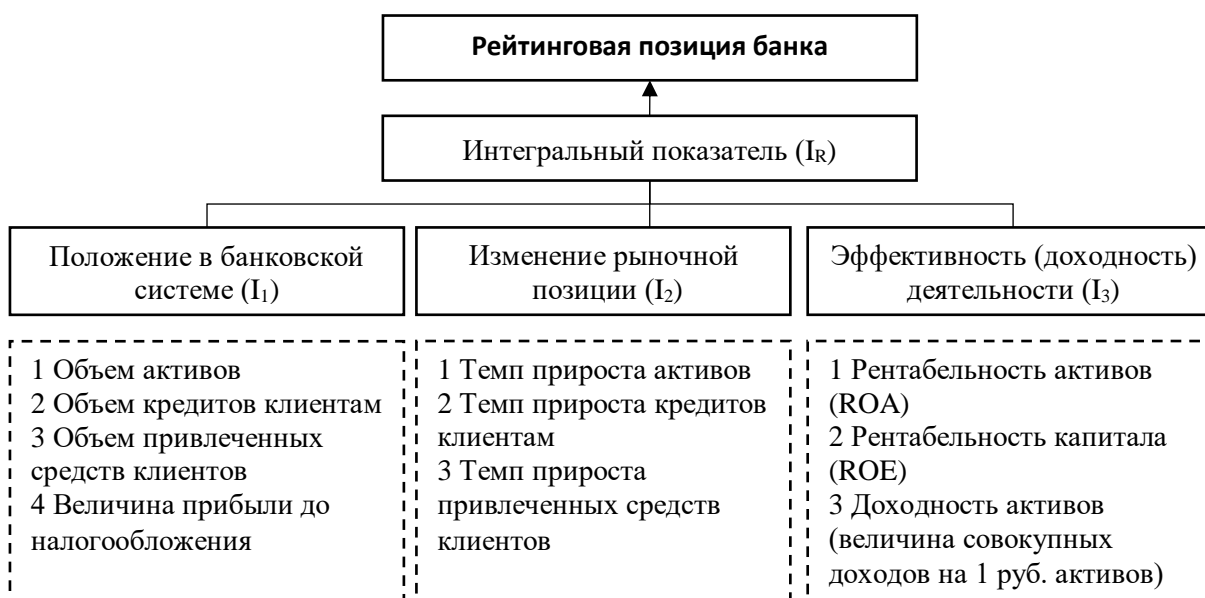 Рейтинговая позиция банка
Интегральный показатель (IR)
Положение в банковской
системе (I1)
Изменение рыночной
позиции (I2)
Эффективность (доходность)
деятельности (I3)
1 Объем активов
2 Объем кредитов клиентам
3 Объем привлеченных
средств клиентов
4 Величина прибыли до
налогообложения
1 Темп прироста активов
2 Темп прироста кредитов
клиентам
3 Темп прироста
привлеченных средств
клиентов
1 Рентабельность активов
(ROA)
2 Рентабельность капитала
(ROE)
3 Доходность активов
(величина совокупных
доходов на 1 руб. активов)